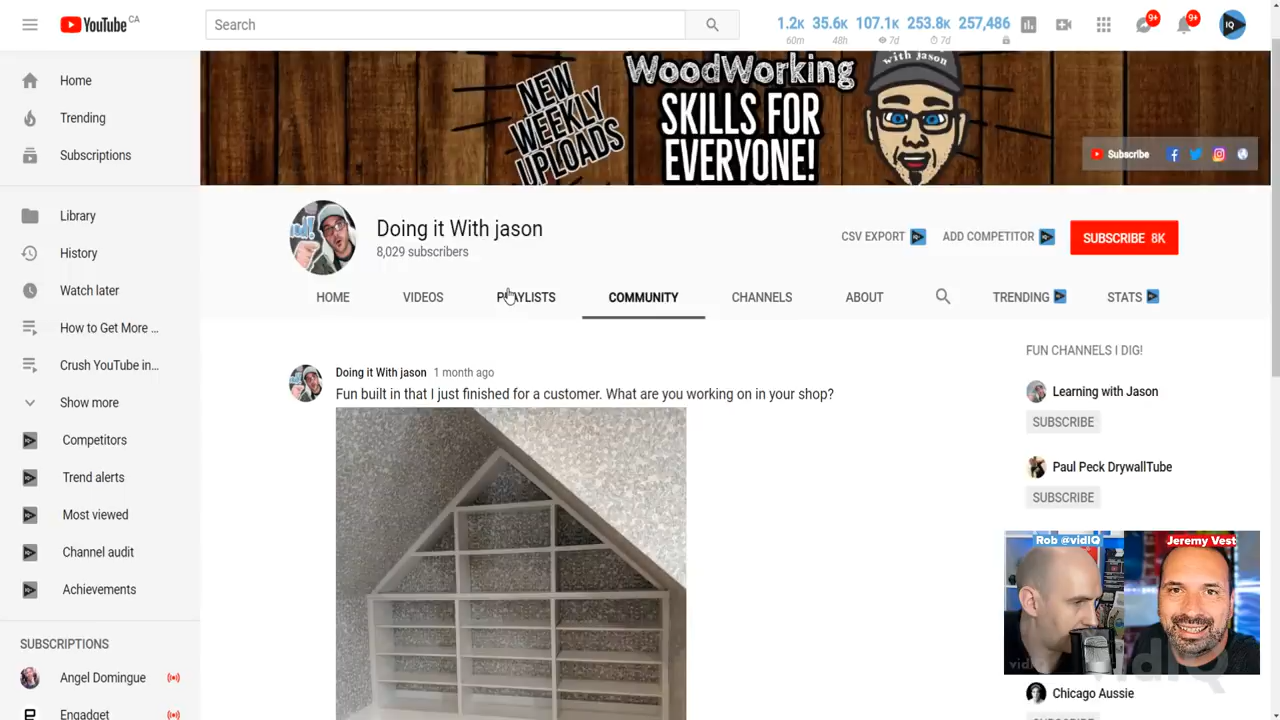 YouTube CA
Search
1.2K 35.6K 107.1K 253.8K 257,486
60m 48h 7d 7d
9+ 9+
IQ
Home
Trending
Subscriptions
Library
History
Watch later
How to Get More ...
Crush YouTube in...
Show more
Competitors
Trend alerts
Most viewed
Channel audit
Achievements
SUBSCRIPTIONS
Angel Domingue
Engadget
NEW
WEEKLY
UPLOADS
WoodWorking
SKILLS FOR
EVERYONE!
with Jason
Subscribe
Doing it With jason
8,029 subscribers
CSV EXPORT ADD COMPETITOR SUBSCRIBE 8K
HOME VIDEOS PLAYLISTS COMMUNITY CHANNELS ABOUT TRENDING STATS
Doing it With jason 1 month ago
Fun built in that I just finished for a customer. What are you working on in your shop?
FUN CHANNELS I DIG!
Learning with Jason
SUBSCRIBE
Paul Peck DrywallTube
SUBSCRIBE
Rob @vidIQ Jeremy Vest
vidIQ
Chicago Aussie